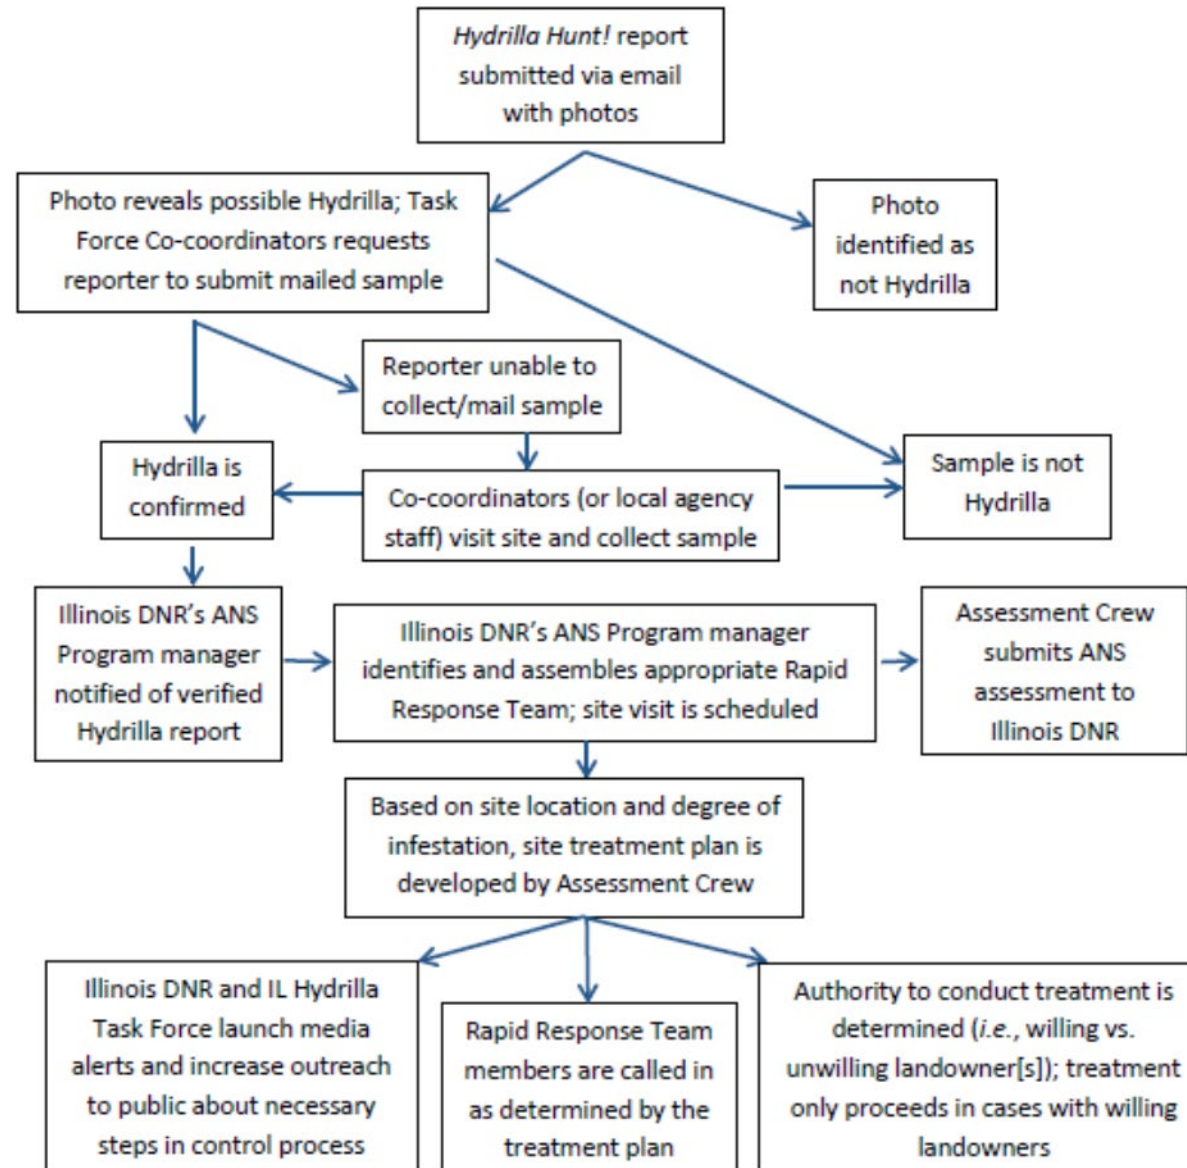 Hydrilla Hunt! report
submitted via email
with photos
Photo reveals possible Hydrilla; Task
Force Co-coordinators requests
reporter to submit mailed sample
Photo
identified as
not Hydrilla
Reporter unable to
collect/mail sample
Hydrilla is
confirmed
Co-coordinators (or local agency
staff) visit site and collect sample
Sample is not
Hydrilla
Illinois DNR’s ANS
Program manager
notified of verified
Hydrilla report
Illinois DNR’s ANS Program manager
identifies and assembles appropriate Rapid
Response Team; site visit is scheduled
Assessment Crew
submits ANS
assessment to
Illinois DNR
Based on site location and degree of
infestation, site treatment plan is
developed by Assessment Crew
Illinois DNR and IL Hydrilla
Task Force launch media
alerts and increase outreach
to public about necessary
steps in control process
Rapid Response Team
members are called in
as determined by the
treatment plan
Authority to conduct treatment is
determined (i.e., willing vs.
unwilling landowner[s]); treatment
only proceeds in cases with willing
landowners